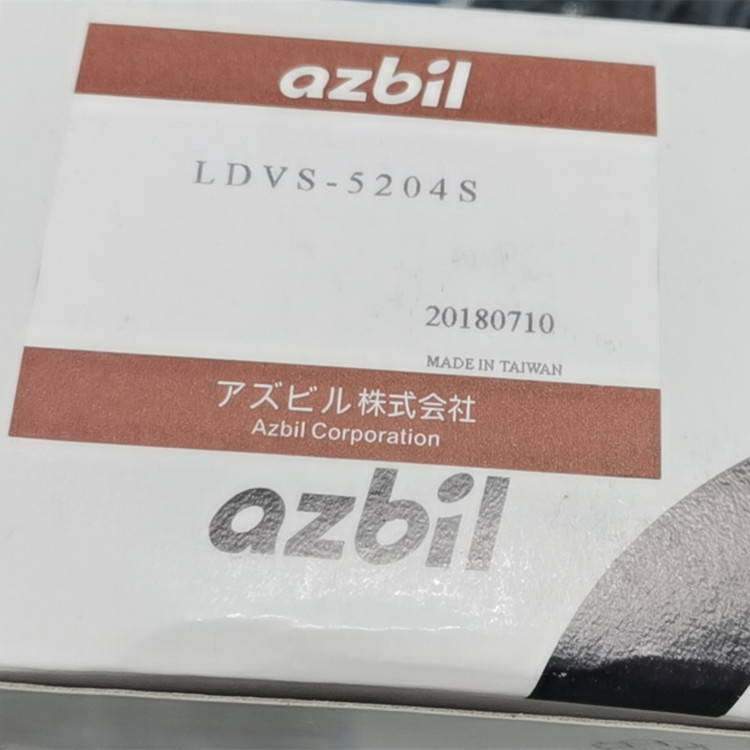 azbil
LDVS-5204S
20180710
MADE IN TAIWAN
アズビル株式会社
Azbil Corporation
azbil